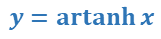 y = artanh x